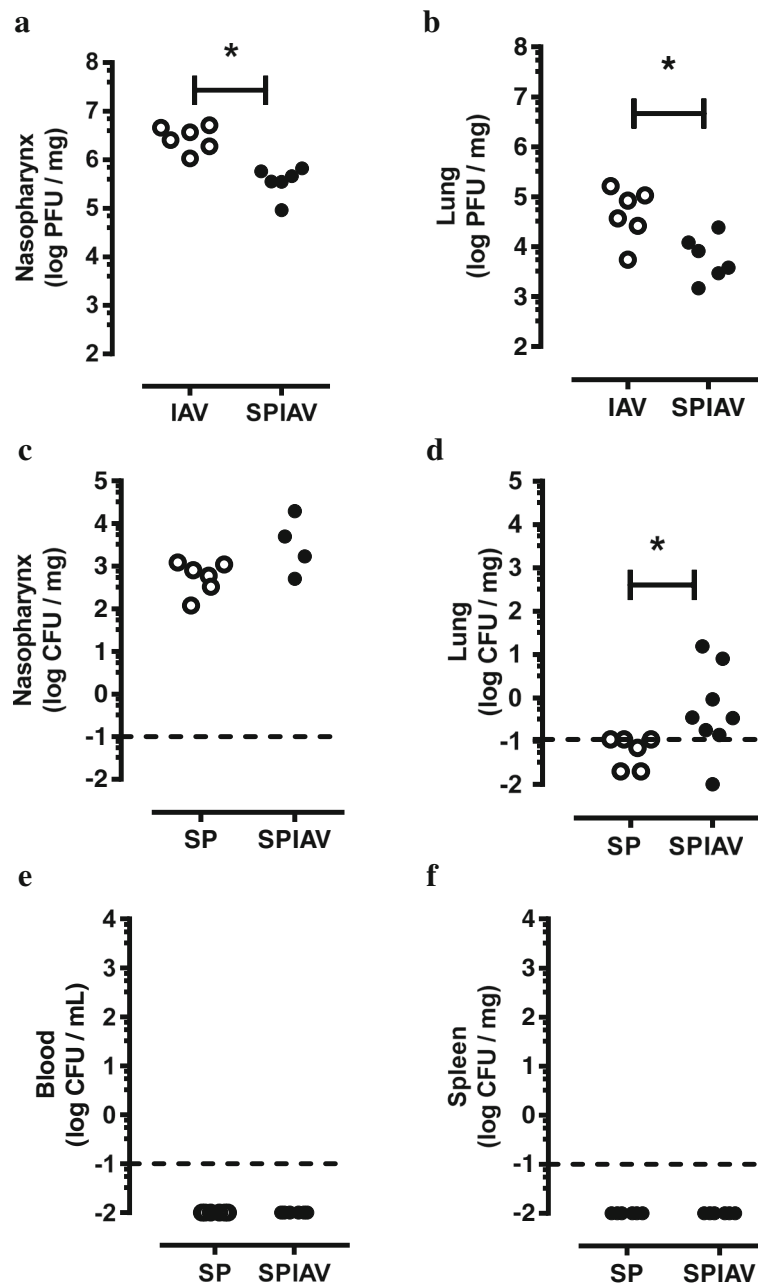 a
*
8
7
6
5
4
3
2
Nasopharynx
(log PFU / mg)
IAV SPIAV
b
*
8
7
6
5
4
3
2
Lung
(log PFU / mg)
IAV SPIAV
c
5
4
3
2
1
0
-1
-2
Nasopharynx
(log CFU / mg)
SP SPIAV
d
*
5
4
3
2
1
0
-1
-2
Lung
(log CFU / mg)
SP SPIAV
e
4
3
2
1
0
-1
-2
Blood
(log CFU / mL)
SP SPIAV
f
4
3
2
1
0
-1
-2
Spleen
(log CFU / mg)
SP SPIAV